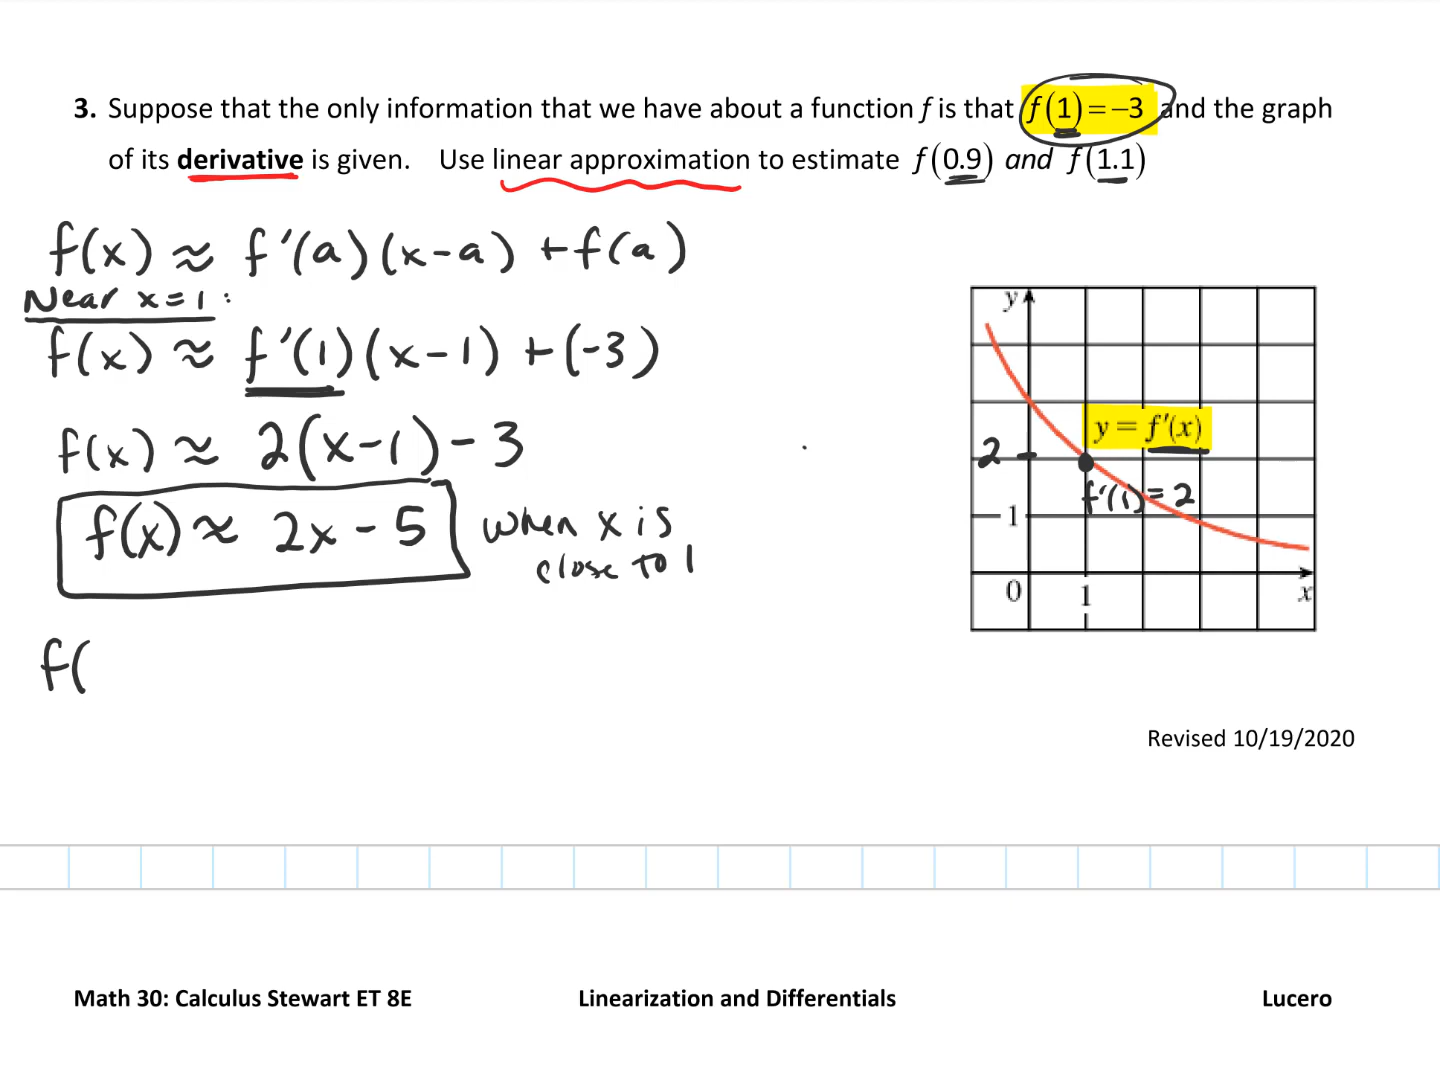 3. Suppose that the only information that we have about a function f is that f(1)=−3 and the graph
of its derivative is given. Use linear approximation to estimate f(0.9) and f(1.1)
f(x) ≈ f'(a)(x-a) + f(a)
Near x=1:
f(x) ≈ f'(1)(x-1) + (-3)
f(x) ≈ 2(x-1) - 3
f(x) ≈ 2x - 5 when x is
close to 1
f(
y
y = f'(x)
2
f'(1) = 2
1
0 1 x
Revised 10/19/2020
Math 30: Calculus Stewart ET 8E Linearization and Differentials Lucero